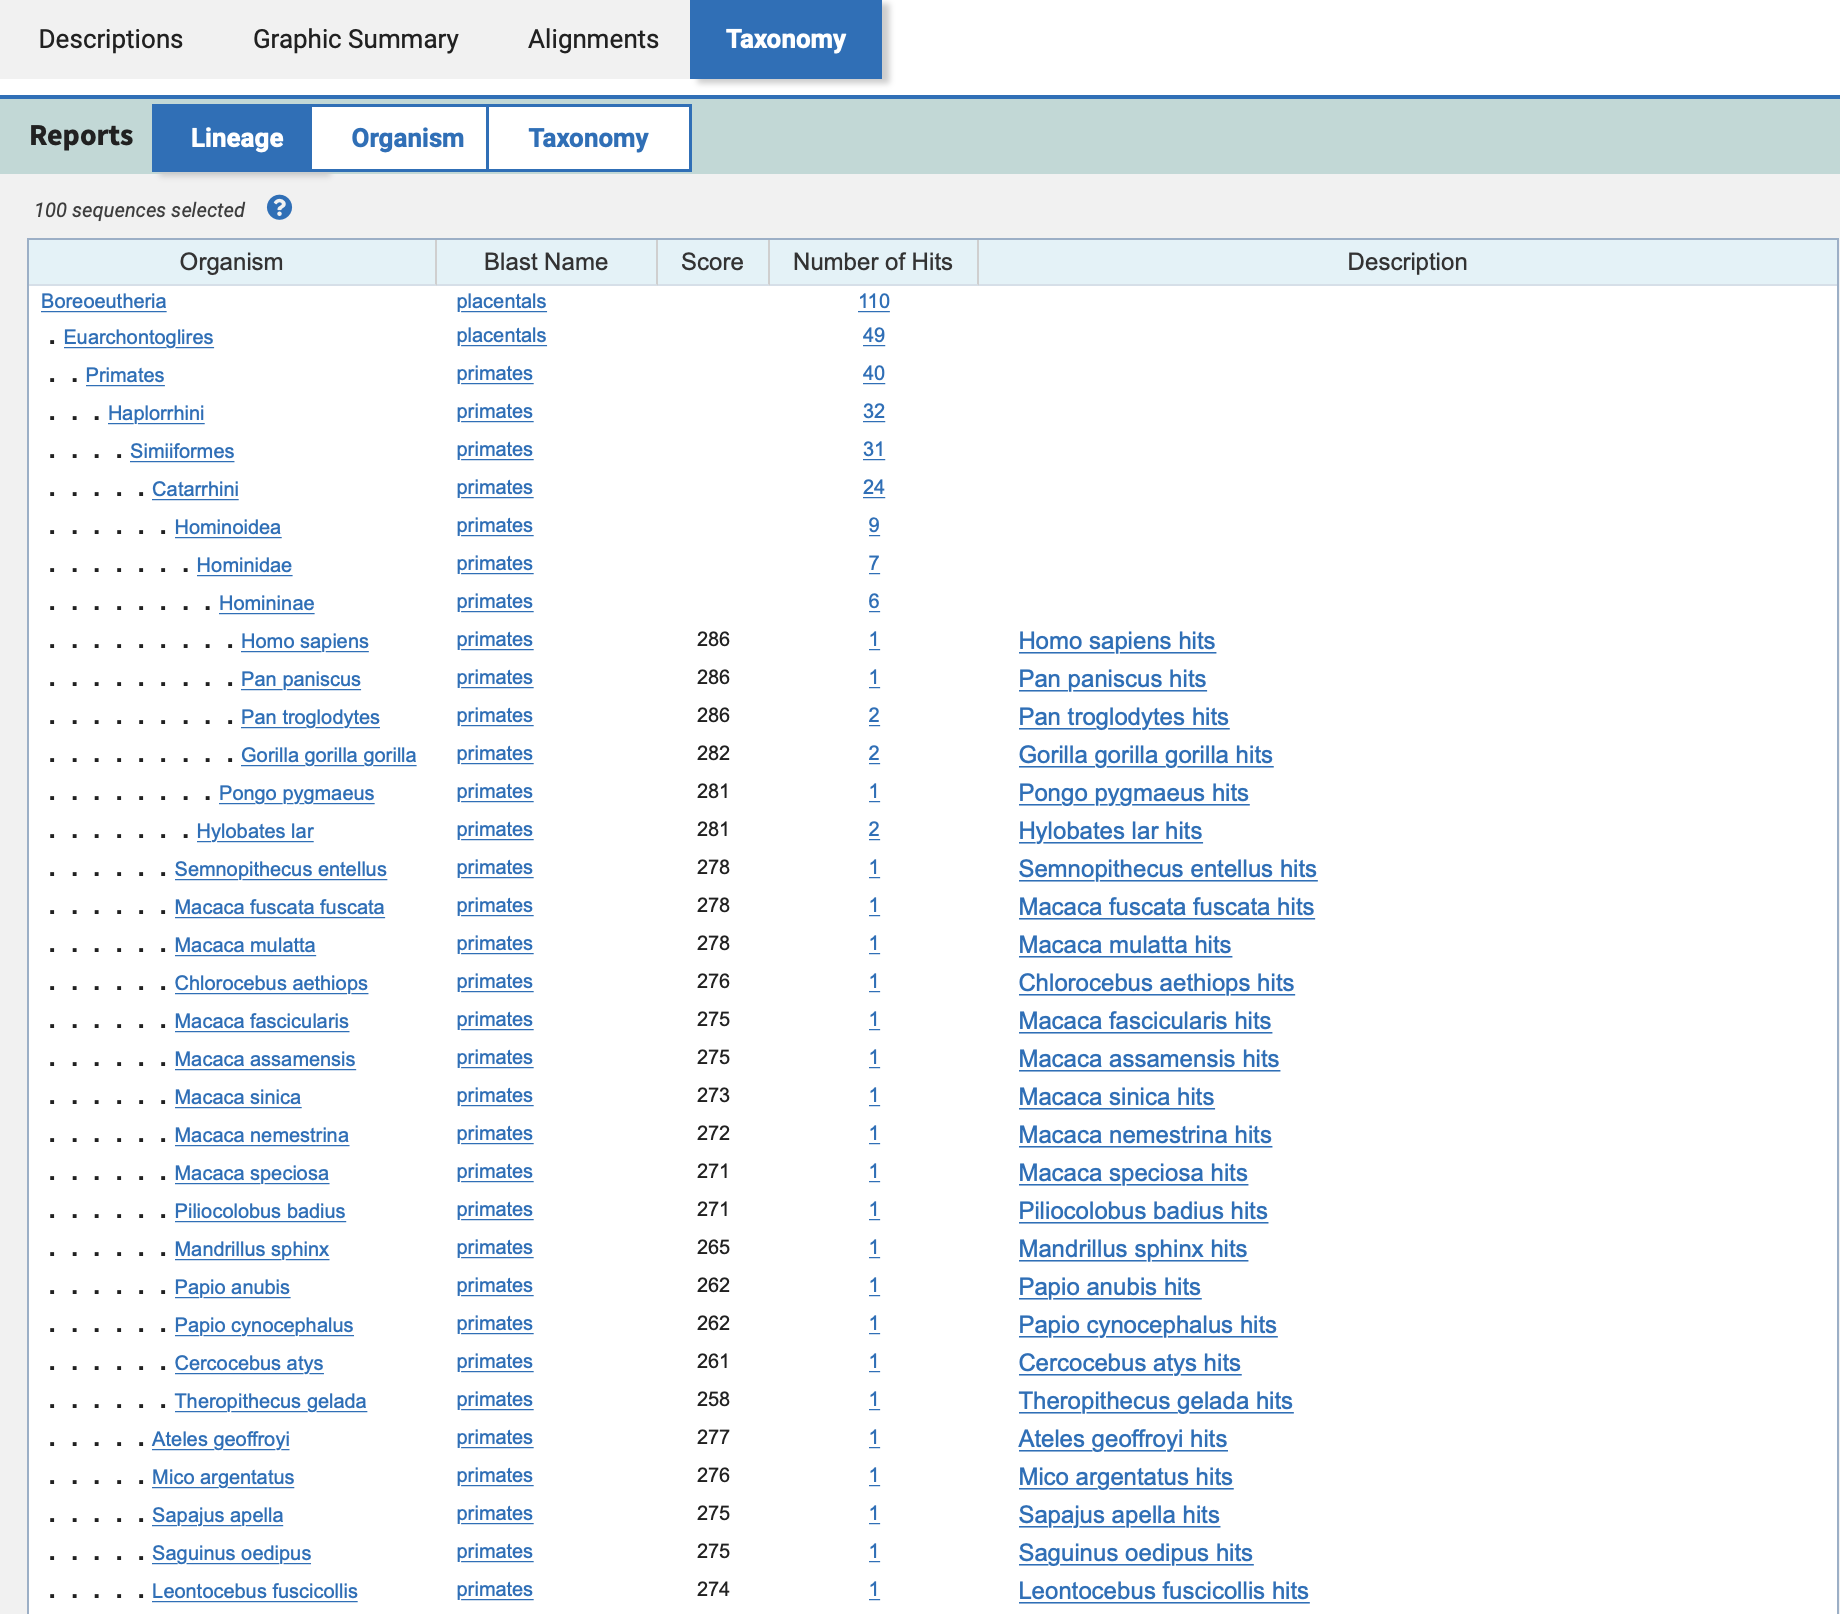 Descriptions Graphic Summary Alignments Taxonomy
Reports Lineage Organism Taxonomy
100 sequences selected ?
Organism Blast Name Score Number of Hits Description
Boreoeutheria placentals 110
. Euarchontoglires placentals 49
. . Primates primates 40
. . . Haplorrhini primates 32
. . . . Simiiformes primates 31
. . . . . Catarrhini primates 24
. . . . . . Hominoidea primates 9
. . . . . . . Hominidae primates 7
. . . . . . . . Homininae primates 6
. . . . . . . . . Homo sapiens primates 286 1 Homo sapiens hits
. . . . . . . . . Pan paniscus primates 286 1 Pan paniscus hits
. . . . . . . . . Pan troglodytes primates 286 2 Pan troglodytes hits
. . . . . . . . . Gorilla gorilla gorilla primates 282 2 Gorilla gorilla gorilla hits
. . . . . . . . Pongo pygmaeus primates 281 1 Pongo pygmaeus hits
. . . . . . . Hylobates lar primates 281 2 Hylobates lar hits
. . . . . . Semnopithecus entellus primates 278 1 Semnopithecus entellus hits
. . . . . . Macaca fuscata fuscata primates 278 1 Macaca fuscata fuscata hits
. . . . . . Macaca mulatta primates 278 1 Macaca mulatta hits
. . . . . . Chlorocebus aethiops primates 276 1 Chlorocebus aethiops hits
. . . . . . Macaca fascicularis primates 275 1 Macaca fascicularis hits
. . . . . . Macaca assamensis primates 275 1 Macaca assamensis hits
. . . . . . Macaca sinica primates 273 1 Macaca sinica hits
. . . . . . Macaca nemestrina primates 272 1 Macaca nemestrina hits
. . . . . . Macaca speciosa primates 271 1 Macaca speciosa hits
. . . . . . Piliocolobus badius primates 271 1 Piliocolobus badius hits
. . . . . . Mandrillus sphinx primates 265 1 Mandrillus sphinx hits
. . . . . . Papio anubis primates 262 1 Papio anubis hits
. . . . . . Papio cynocephalus primates 262 1 Papio cynocephalus hits
. . . . . . Cercocebus atys primates 261 1 Cercocebus atys hits
. . . . . . Theropithecus gelada primates 258 1 Theropithecus gelada hits
. . . . . Ateles geoffroyi primates 277 1 Ateles geoffroyi hits
. . . . . Mico argentatus primates 276 1 Mico argentatus hits
. . . . . Sapajus apella primates 275 1 Sapajus apella hits
. . . . . Saguinus oedipus primates 275 1 Saguinus oedipus hits
. . . . . Leontocebus fuscicollis primates 274 1 Leontocebus fuscicollis hits